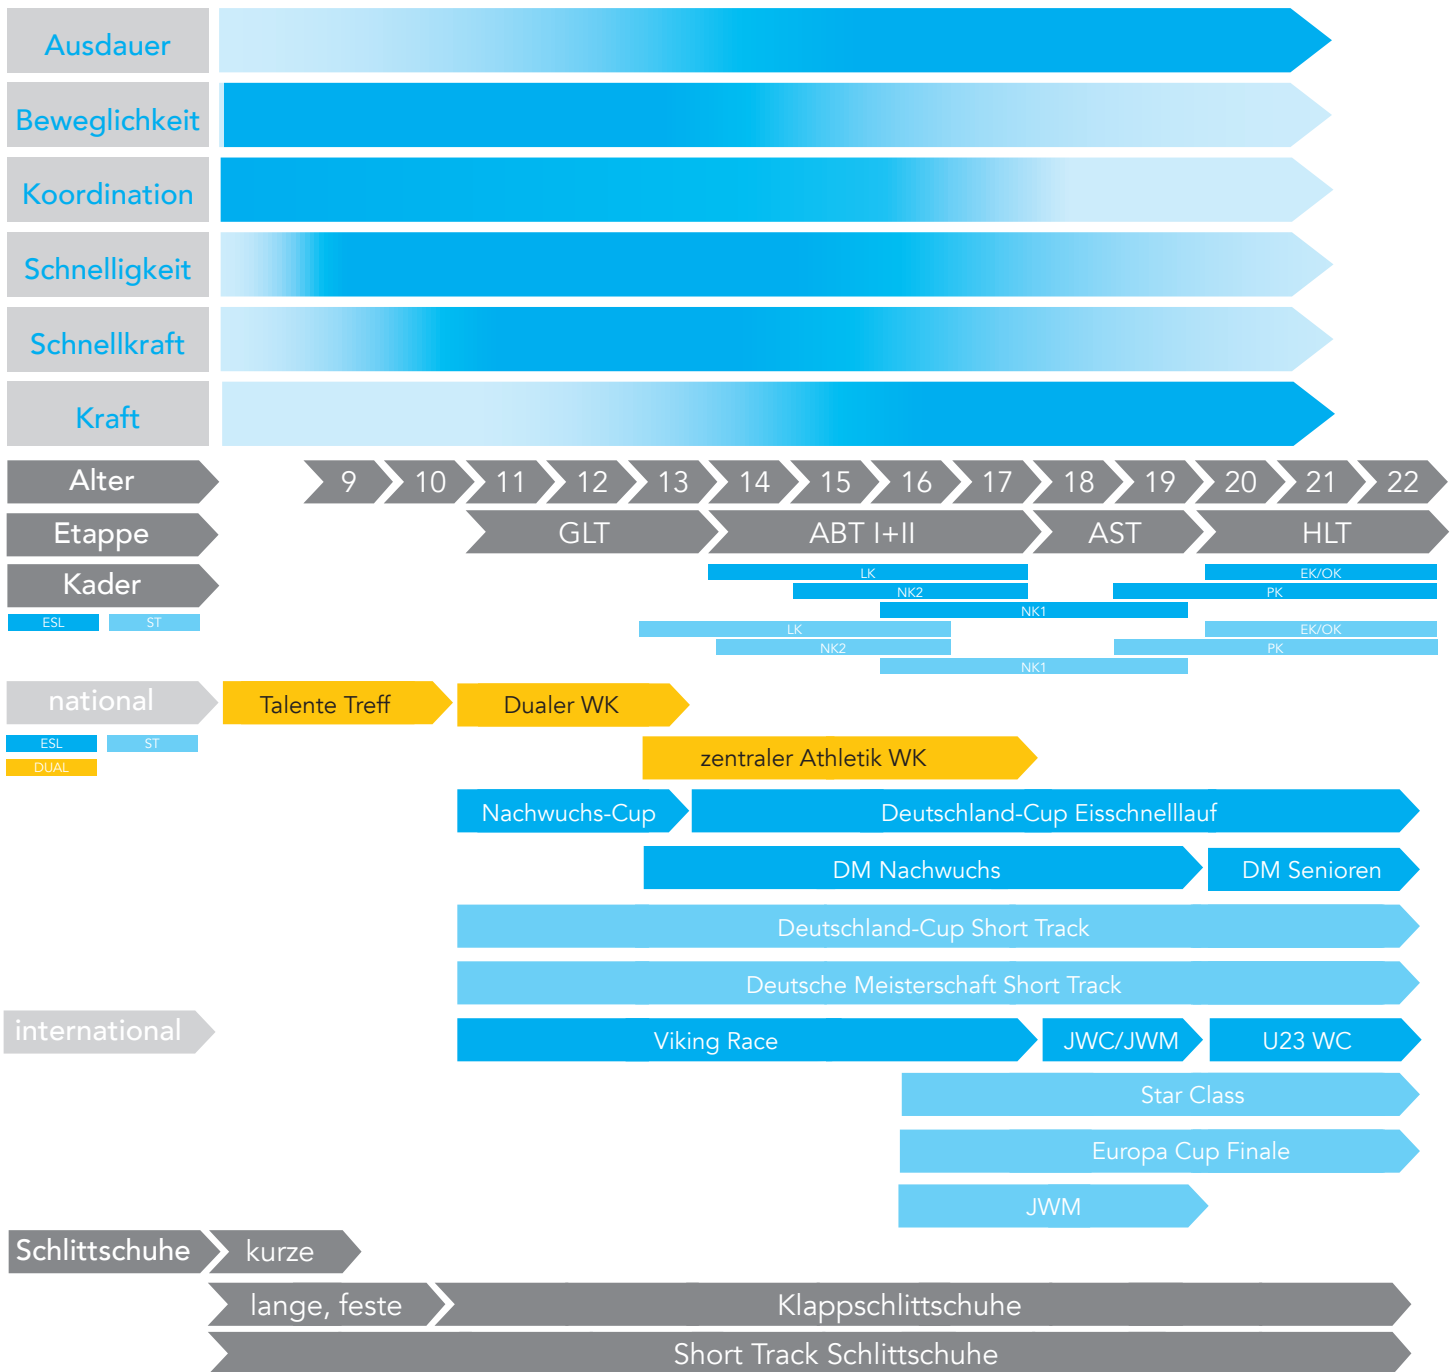 Ausdauer
Beweglichkeit
Koordination
Schnelligkeit
Schnellkraft
Kraft
Alter 9 10 11 12 13 14 15 16 17 18 19 20 21 22
Etappe GLT ABT I+II AST HLT
Kader
LK EK/OK
NK2 PK
NK1
ESL ST
LK EK/OK
NK2 PK
NK1
national Talente Treff Dualer WK
ESL ST
DUAL
zentraler Athletik WK
Nachwuchs-Cup Deutschland-Cup Eisschnelllauf
DM Nachwuchs DM Senioren
Deutschland-Cup Short Track
Deutsche Meisterschaft Short Track
international Viking Race JWC/JWM U23 WC
Star Class
Europa Cup Finale
JWM
Schlittschuhe kurze
lange, feste Klappschlittschuhe
Short Track Schlittschuhe